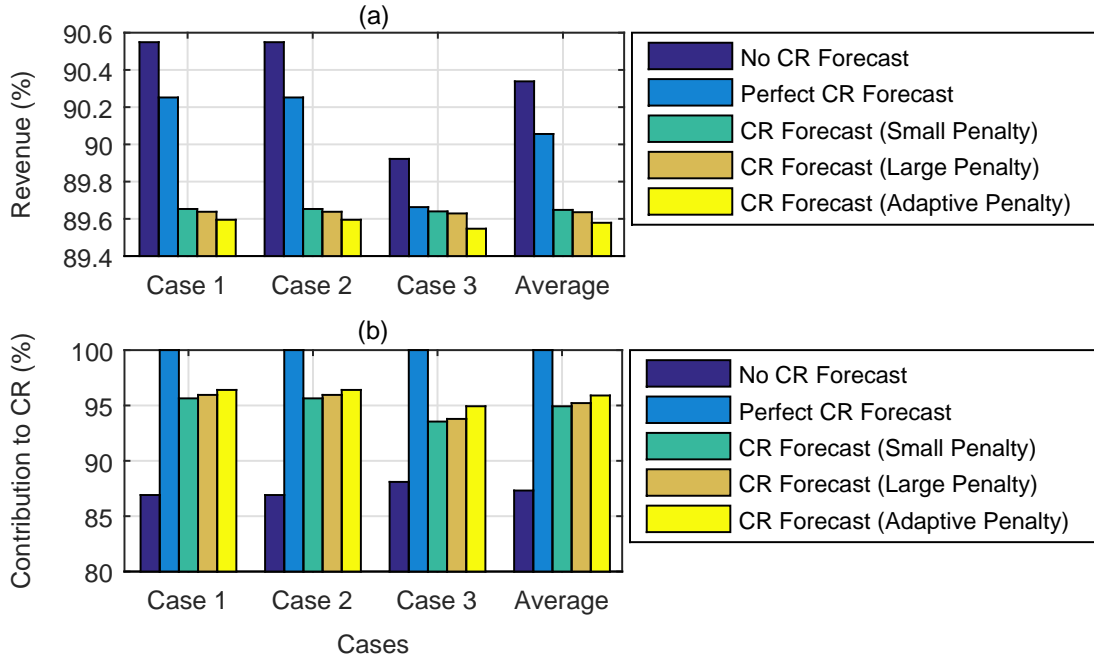 (a)
Revenue (%)
90.6
90.4
90.2
90
89.8
89.6
89.4
Case 1 Case 2 Case 3 Average
No CR Forecast
Perfect CR Forecast
CR Forecast (Small Penalty)
CR Forecast (Large Penalty)
CR Forecast (Adaptive Penalty)
(b)
Contribution to CR (%)
100
95
90
85
80
Case 1 Case 2 Case 3 Average
Cases
No CR Forecast
Perfect CR Forecast
CR Forecast (Small Penalty)
CR Forecast (Large Penalty)
CR Forecast (Adaptive Penalty)